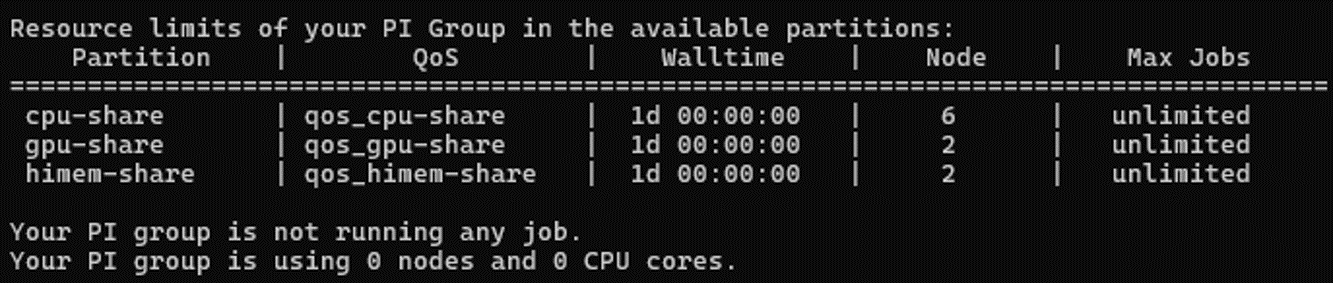 Resource limits of your PI Group in the available partitions:
    Partition    |        QoS        |    Walltime    |    Node    |    Max Jobs
=====================================================================================
 cpu-share       | qos_cpu-share     |  1d 00:00:00   |     6      |   unlimited
 gpu-share       | qos_gpu-share     |  1d 00:00:00   |     2      |   unlimited
 himem-share     | qos_himem-share   |  1d 00:00:00   |     2      |   unlimited

Your PI group is not running any job.
Your PI group is using 0 nodes and 0 CPU cores.